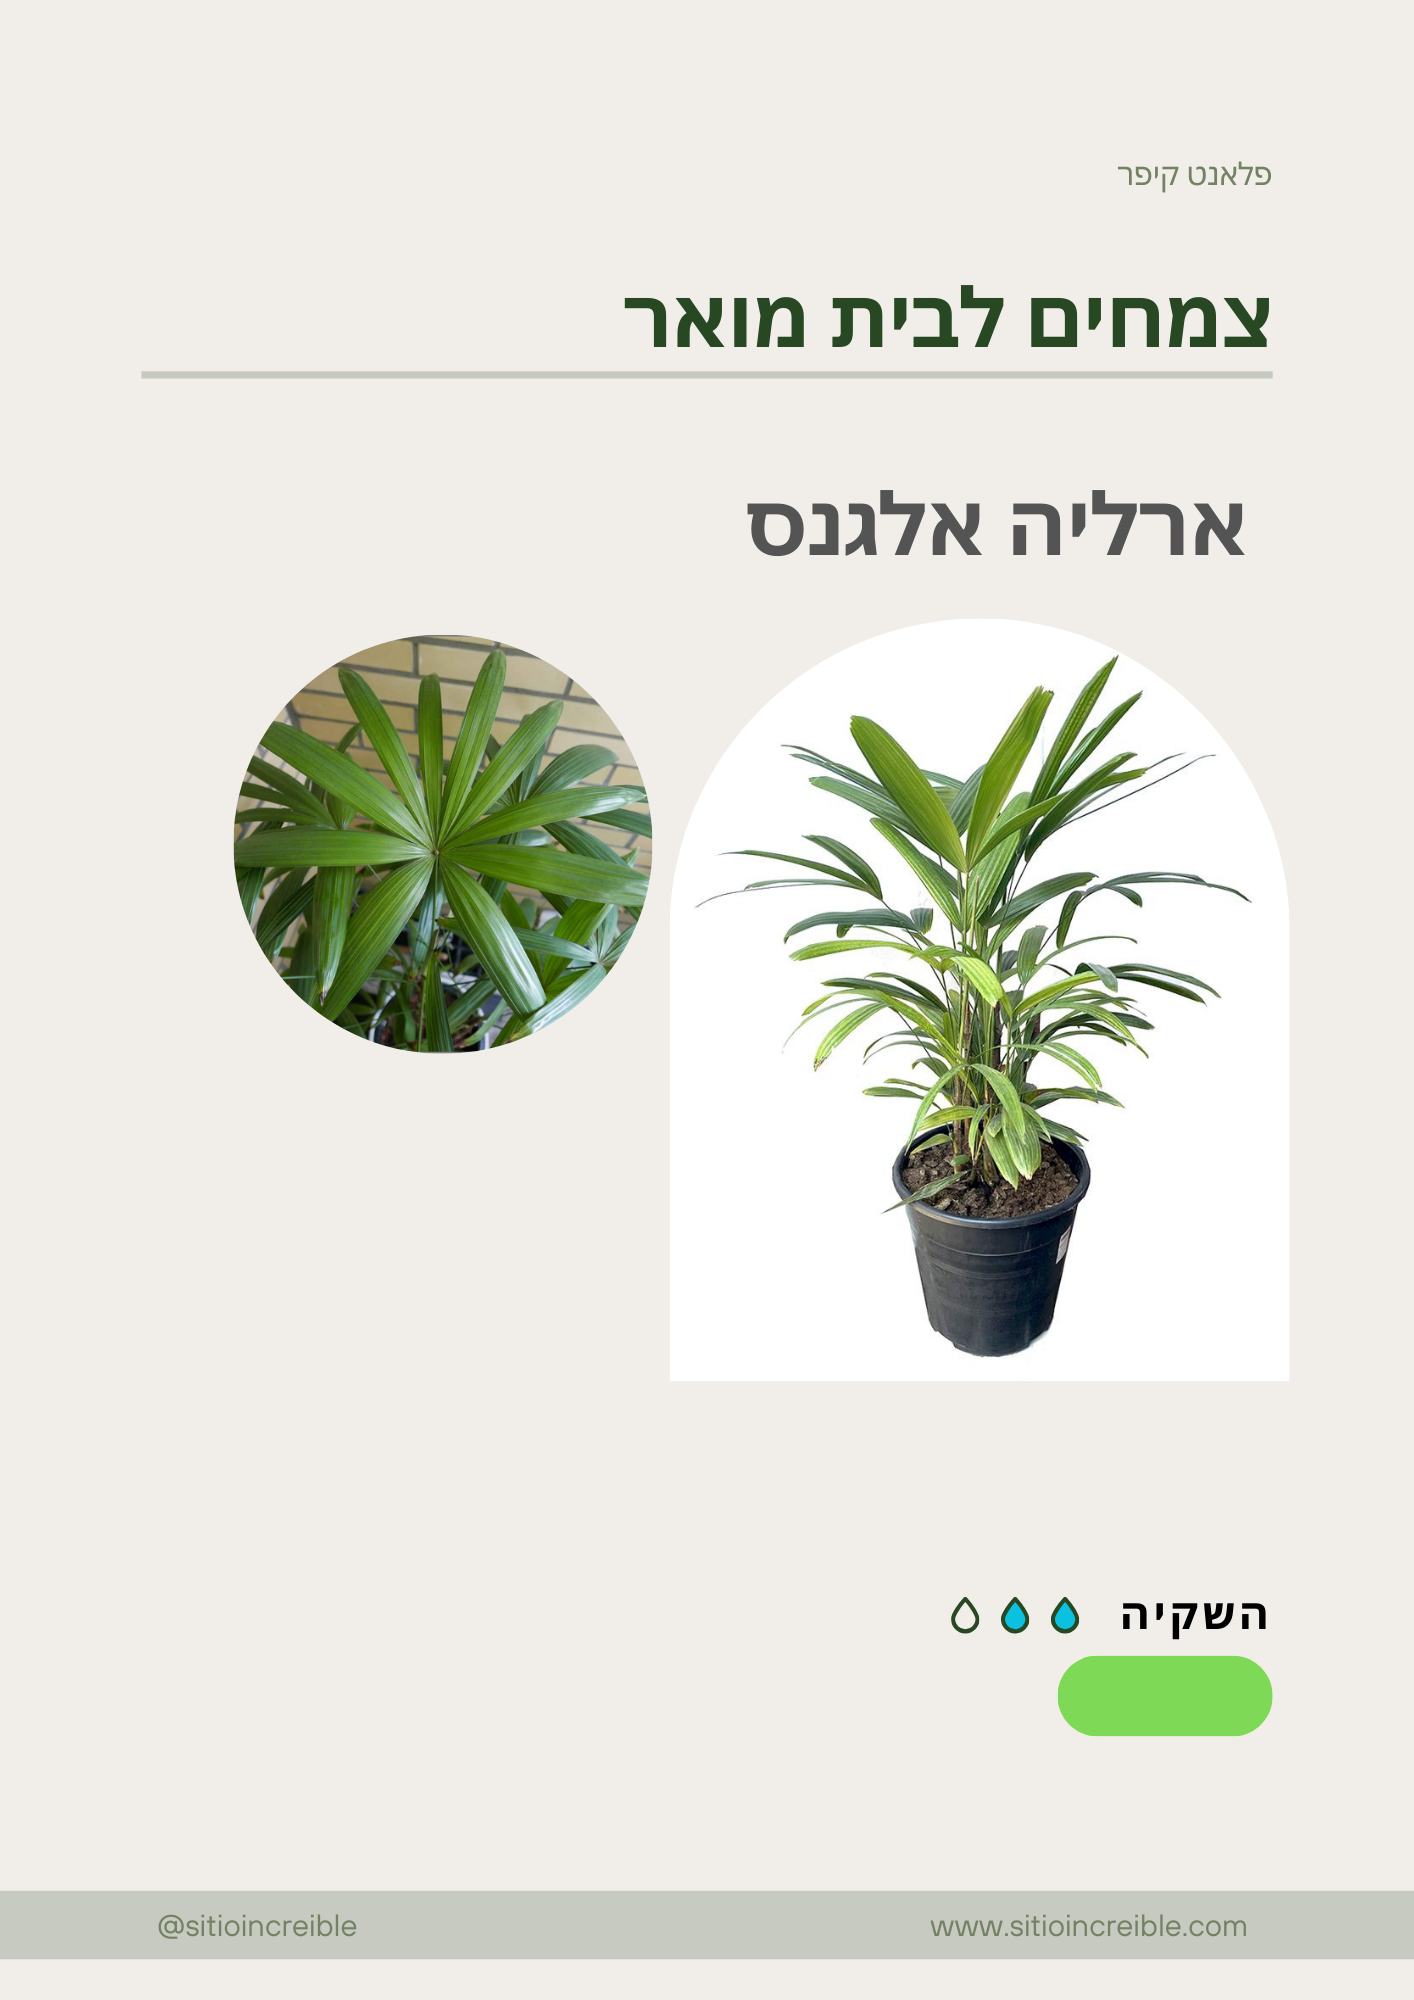 פלאנט קיפר
צמחים לבית מואר
ארליה אלגנס
השקיה
@sitioincreible
www.sitioincreible.com